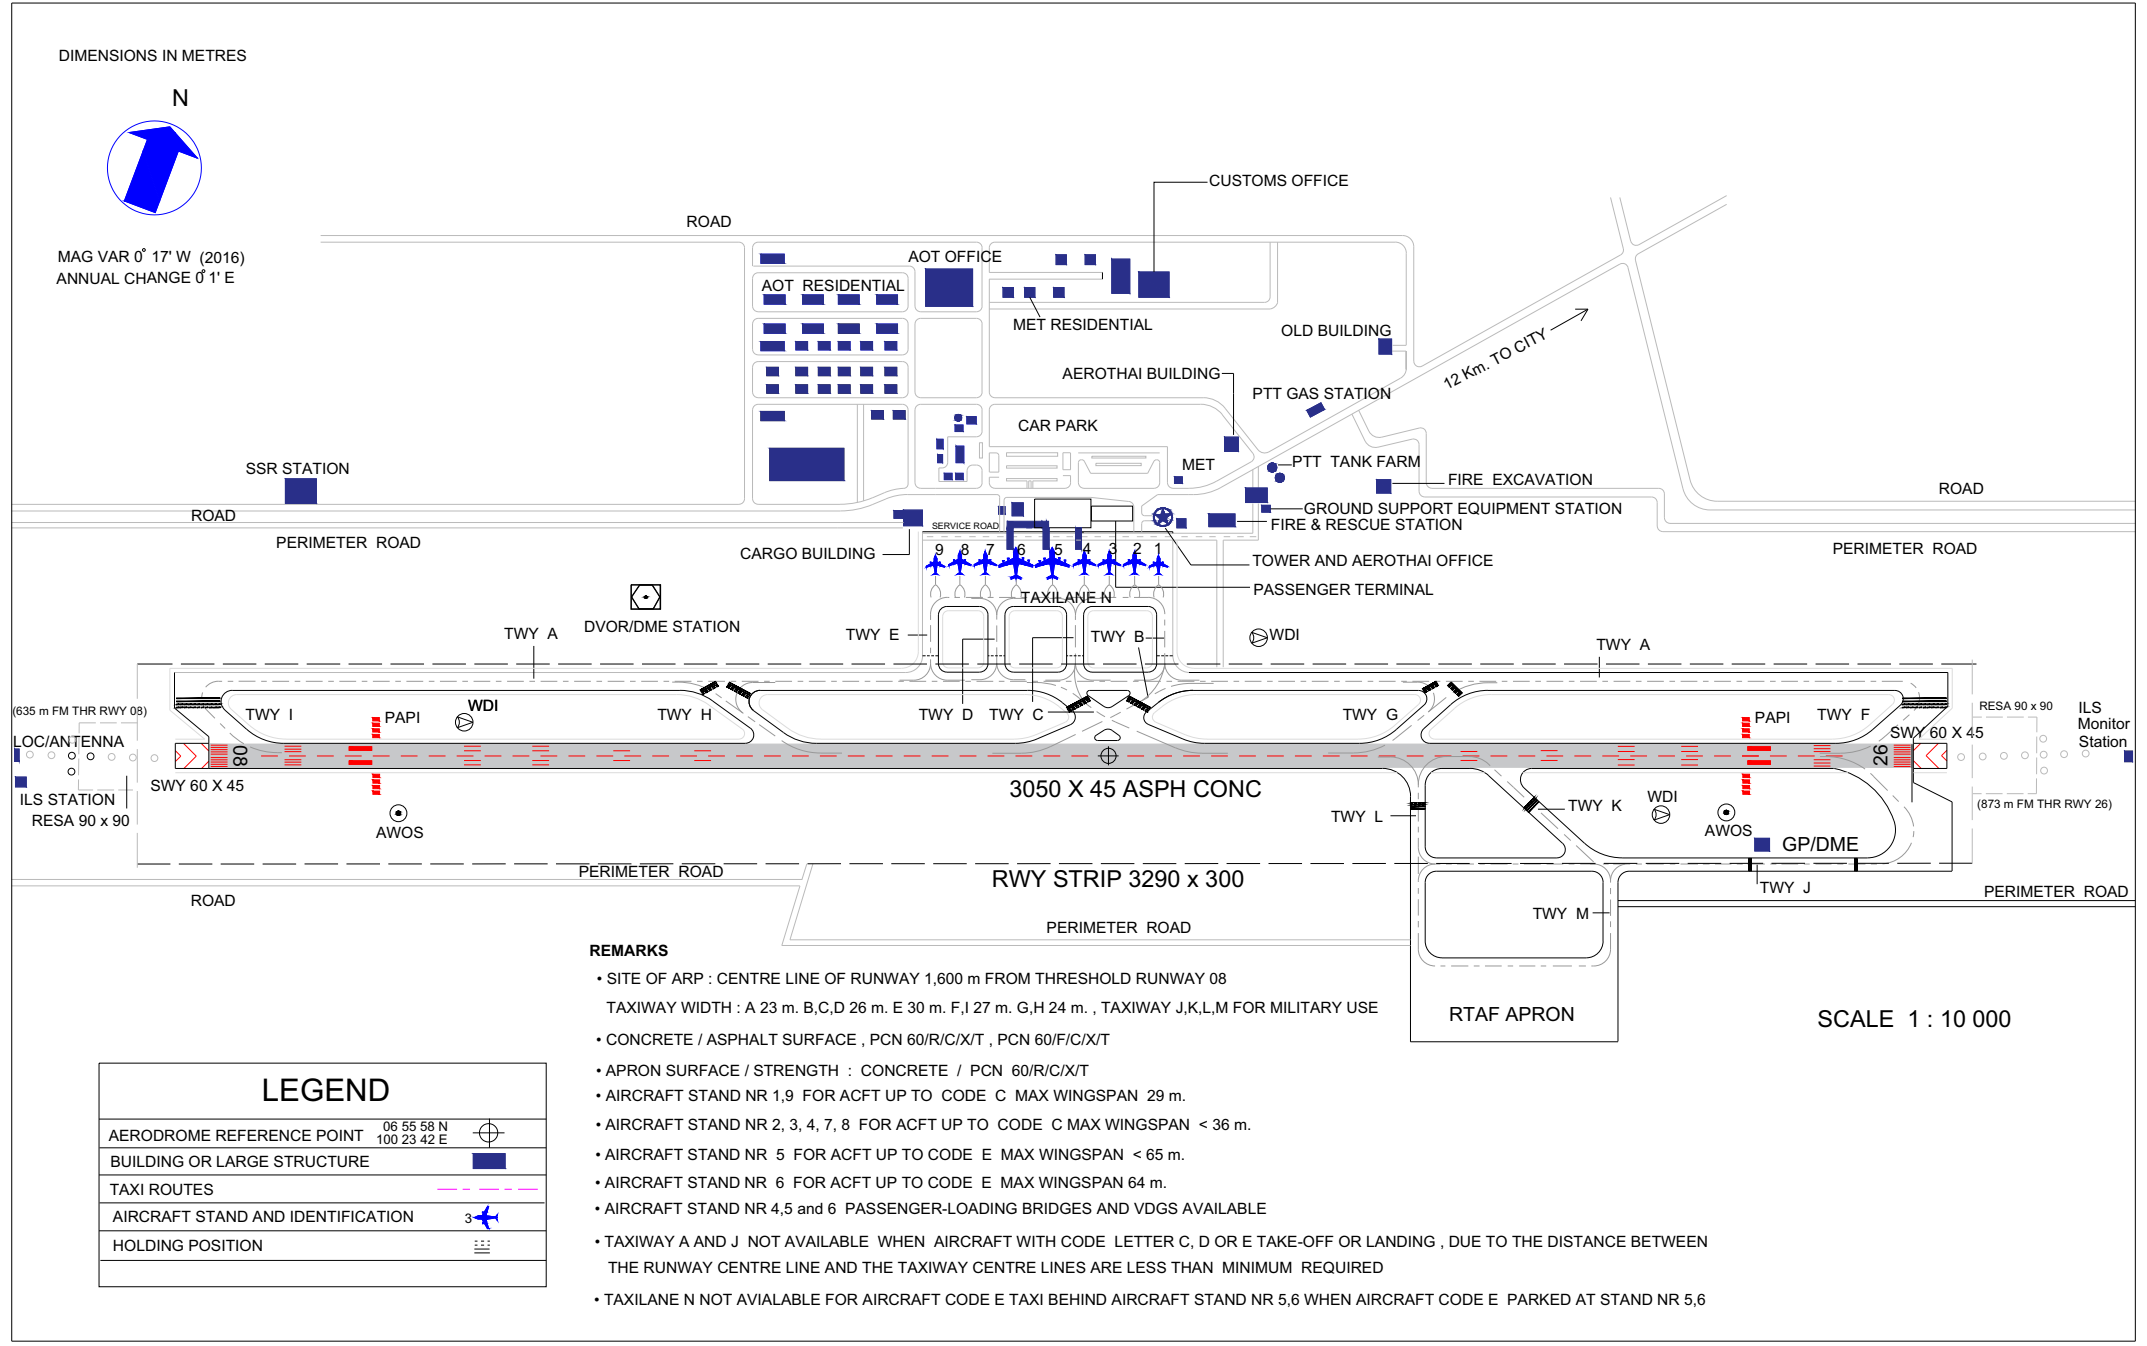 DIMENSIONS IN METRES
N
MAG VAR 0° 17' W (2016)
ANNUAL CHANGE 0° 1' E
CUSTOMS OFFICE
ROAD
AOT OFFICE
AOT RESIDENTIAL
MET RESIDENTIAL
OLD BUILDING
12 Km. TO CITY
AEROTHAI BUILDING
PTT GAS STATION
CAR PARK
SSR STATION
MET
PTT TANK FARM
FIRE EXCAVATION
ROAD
ROAD
GROUND SUPPORT EQUIPMENT STATION
SERVICE ROAD
FIRE & RESCUE STATION
PERIMETER ROAD
CARGO BUILDING
9 8 7 6 5 4 3 2 1
PERIMETER ROAD
TOWER AND AEROTHAI OFFICE
PASSENGER TERMINAL
TAXILANE N
DVOR/DME STATION
TWY A
TWY E
TWY B
WDI
TWY A
(635 m FM THR RWY 08)
TWY I
PAPI
WDI
TWY H
TWY D
TWY C
TWY G
PAPI
TWY F
RESA 90 x 90
ILS
Monitor
Station
LOC/ANTENNA
SWY 60 X 45
08
26
SWY 60 X 45
ILS STATION
RESA 90 x 90
AWOS
3050 X 45 ASPH CONC
TWY L
TWY K
WDI
AWOS
(873 m FM THR RWY 26)
GP/DME
PERIMETER ROAD
RWY STRIP 3290 x 300
TWY J
PERIMETER ROAD
ROAD
TWY M
PERIMETER ROAD
REMARKS
• SITE OF ARP : CENTRE LINE OF RUNWAY 1,600 m FROM THRESHOLD RUNWAY 08
TAXIWAY WIDTH : A 23 m. B,C,D 26 m. E 30 m. F,I 27 m. G,H 24 m. , TAXIWAY J,K,L,M FOR MILITARY USE
• CONCRETE / ASPHALT SURFACE , PCN 60/R/C/X/T , PCN 60/F/C/X/T
• APRON SURFACE / STRENGTH : CONCRETE / PCN 60/R/C/X/T
• AIRCRAFT STAND NR 1,9 FOR ACFT UP TO CODE C MAX WINGSPAN 29 m.
• AIRCRAFT STAND NR 2, 3, 4, 7, 8 FOR ACFT UP TO CODE C MAX WINGSPAN < 36 m.
• AIRCRAFT STAND NR 5 FOR ACFT UP TO CODE E MAX WINGSPAN < 65 m.
• AIRCRAFT STAND NR 6 FOR ACFT UP TO CODE E MAX WINGSPAN 64 m.
• AIRCRAFT STAND NR 4,5 and 6 PASSENGER-LOADING BRIDGES AND VDGS AVAILABLE
• TAXIWAY A AND J NOT AVAILABLE WHEN AIRCRAFT WITH CODE LETTER C, D OR E TAKE-OFF OR LANDING , DUE TO THE DISTANCE BETWEEN
THE RUNWAY CENTRE LINE AND THE TAXIWAY CENTRE LINES ARE LESS THAN MINIMUM REQUIRED
• TAXILANE N NOT AVIALABLE FOR AIRCRAFT CODE E TAXI BEHIND AIRCRAFT STAND NR 5,6 WHEN AIRCRAFT CODE E PARKED AT STAND NR 5,6
RTAF APRON
SCALE 1 : 10 000
LEGEND
AERODROME REFERENCE POINT 06 55 58 N
100 23 42 E
BUILDING OR LARGE STRUCTURE
TAXI ROUTES
AIRCRAFT STAND AND IDENTIFICATION 3
HOLDING POSITION